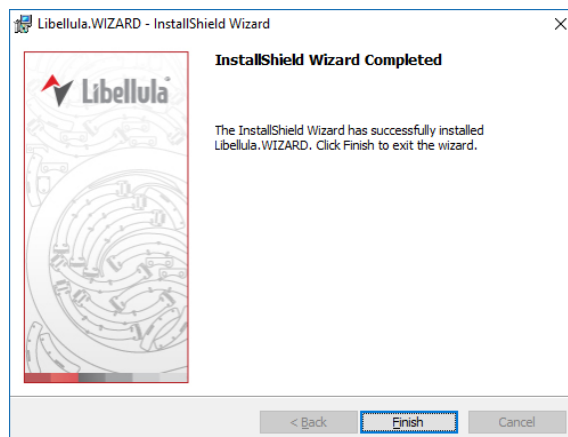 Libellula.WIZARD - InstallShield Wizard
InstallShield Wizard Completed
Libellula
The InstallShield Wizard has successfully installed
Libellula.WIZARD. Click Finish to exit the wizard.
< Back
Finish
Cancel